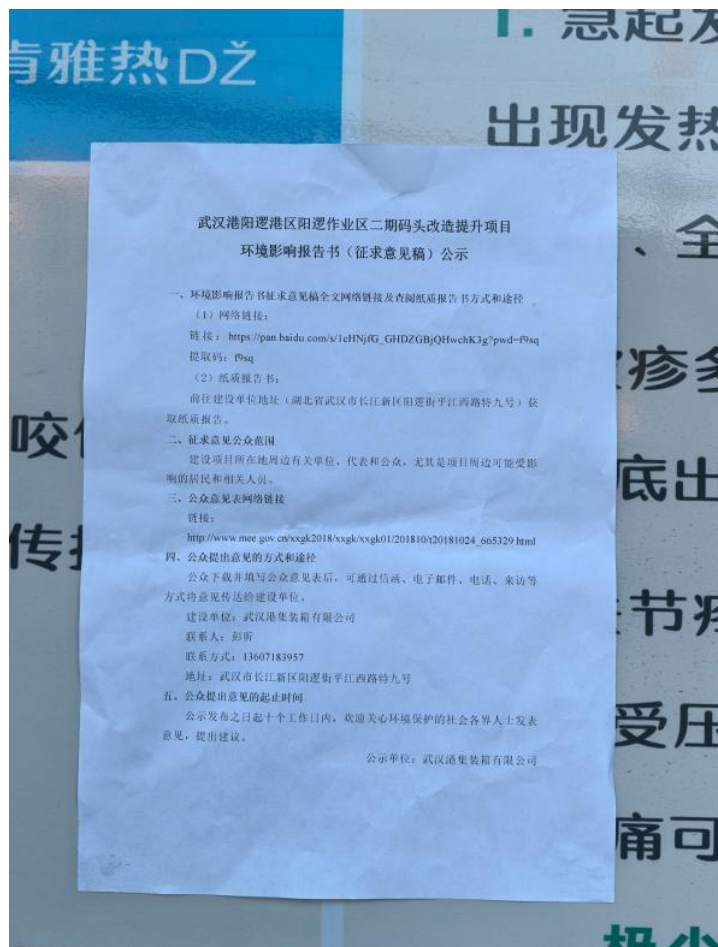 肯雅热DŽ
1. 急起发
出现发热
、全
疹多
咬
底出
传
节疼
受压
痛可
武汉港阳逻港区阳逻作业区二期码头改造提升项目
环境影响报告书（征求意见稿）公示
一、环境影响报告书征求意见稿全文网络链接及查阅纸质报告书方式和途径
（1）网络链接：
链接：https://pan.baidu.com/s/1cHNjfG_GHDZGBjQHwchK3g?pwd=f9sq
提取码：f9sq
（2）纸质报告书：
前往建设单位地址（湖北省武汉市长江新区阳逻街平江西路特九号）获
取纸质报告。
二、征求意见公众范围
建设项目所在地周边有关单位、代表和公众，尤其是项目周边可能受影
响的居民和相关人员。
三、公众意见表网络链接
链接：
http://www.mee.gov.cn/xxgk2018/xxgk/xxgk01/201810/t20181024_665329.html
四、公众提出意见的方式和途径
公众下载并填写公众意见表后，可通过信函、电子邮件、电话、来访等
方式将意见传达给建设单位。
建设单位：武汉港集装箱有限公司
联系人：彭昕
联系方式：13607183957
地址：武汉市长江新区阳逻街平江西路特九号
五、公众提出意见的起止时间
公示发布之日起十个工作日内，欢迎关心环境保护的社会各界人士发表
意见，提出建议。
公示单位：武汉港集装箱有限公司